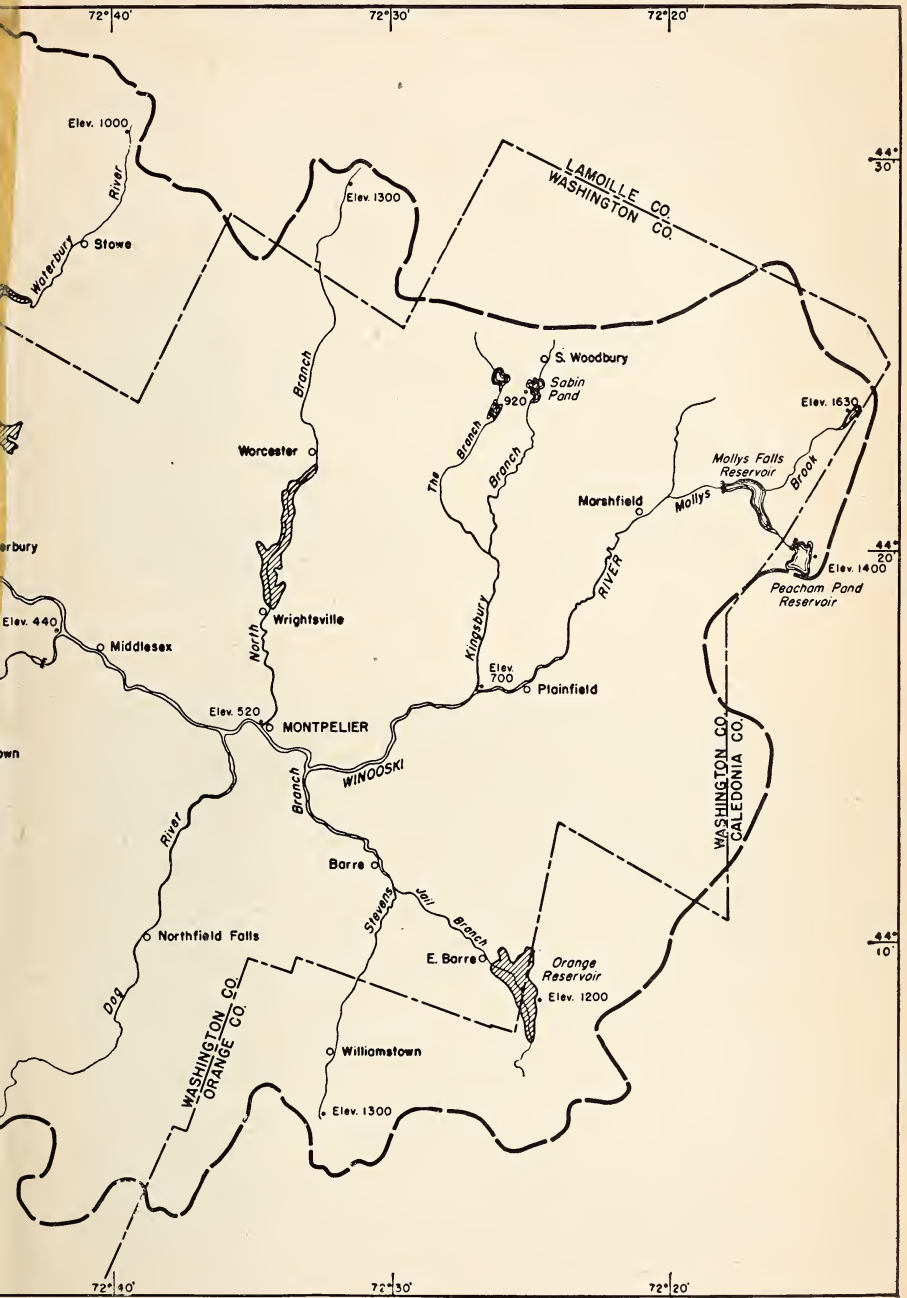 72°40'
72°30'
72°20'
Elev. 1000
44°
30'
LAMOILLE CO.
WASHINGTON CO.
River
Elev. 1300
Stowe
Waterbury
S. Woodbury
Branch
Sabin
Pond
920
Elev. 1630
Worcester
The Branch
Branch
Mollys Falls
Reservoir
Brook
Marshfield
Mollys
erbury
44°
20'
RIVER
Elev. 1400
Peacham Pond
Reservoir
Elev. 440
Wrightsville
Kingsbury
Middlesex
North
Elev.
700
Plainfield
Elev. 520
MONTPELIER
own
WINOOSKI
Branch
WASHINGTON CO.
CALEDONIA CO.
River
Barre
Stevens
Jail
Branch
Northfield Falls
44°
10'
E. Barre
Orange
Reservoir
Elev. 1200
Dog
WASHINGTON CO.
ORANGE CO.
Williamstown
Elev. 1300
72°40'
72°30'
72°20'